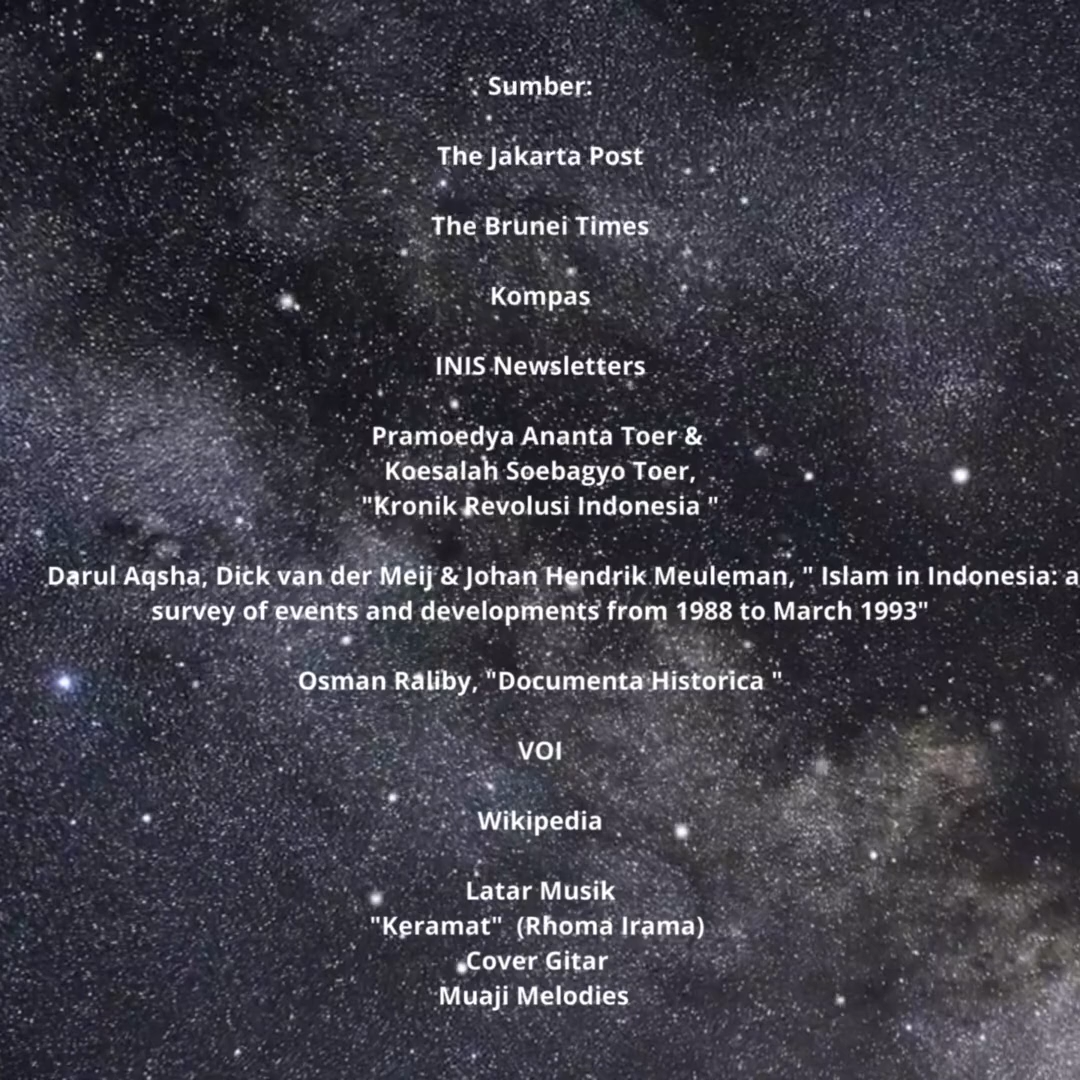 Sumber:
The Jakarta Post
The Brunei Times
Kompas
INIS Newsletters
Pramoedya Ananta Toer &
Koesalah Soebagyo Toer,
"Kronik Revolusi Indonesia "
Darul Aqsha, Dick van der Meij & Johan Hendrik Meuleman, " Islam in Indonesia: a
survey of events and developments from 1988 to March 1993"
Osman Raliby, "Documenta Historica "
VOI
Wikipedia
Latar Musik
"Keramat"  (Rhoma Irama)
Cover Gitar
Muaji Melodies